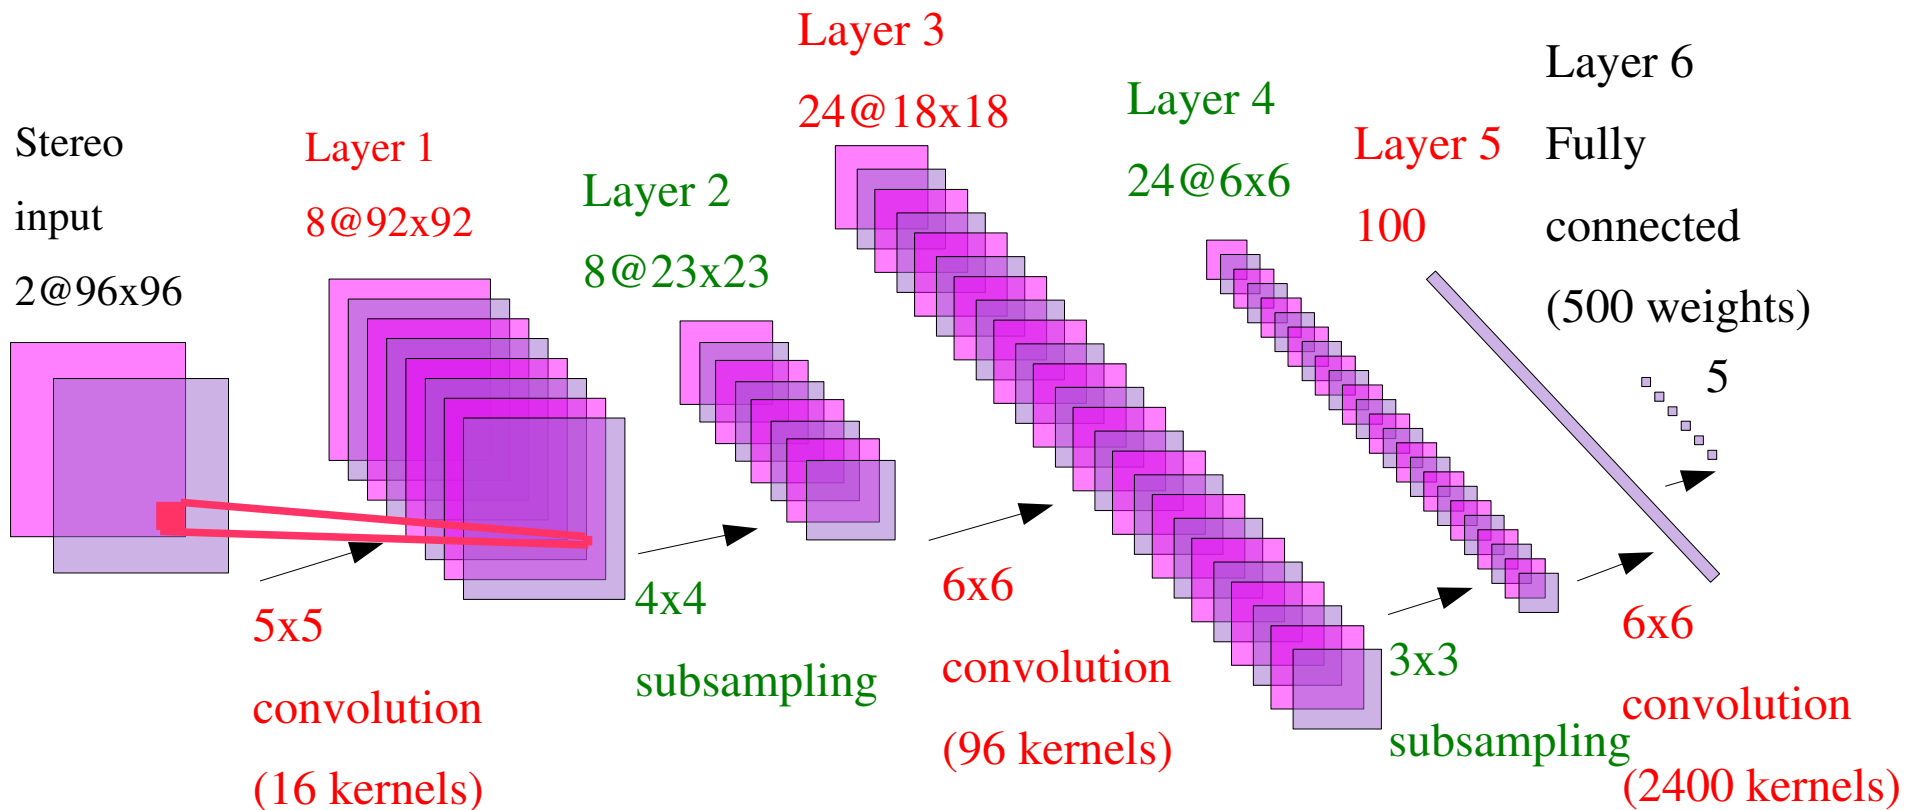 Stereo
input
2@96x96
Layer 1
8@92x92
Layer 2
8@23x23
Layer 3
24@18x18
Layer 4
24@6x6
Layer 5
100
Layer 6
Fully
connected
(500 weights)
5
5x5
convolution
(16 kernels)
4x4
subsampling
6x6
convolution
(96 kernels)
3x3
subsampling
6x6
convolution
(2400 kernels)